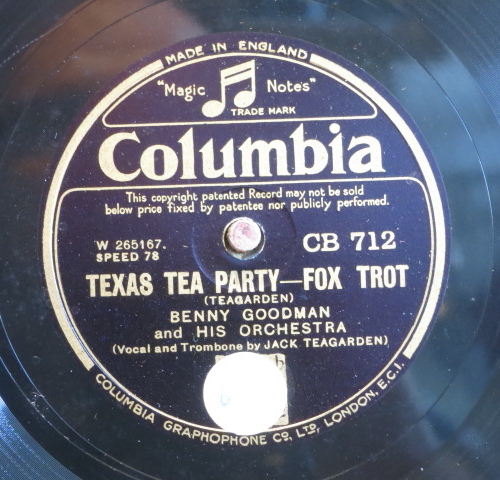 MADE IN ENGLAND
"Magic Notes"
TRADE MARK
Columbia
This copyright patented Record may not be sold
below price fixed by patentee nor publicly performed.
W 265167.
SPEED 78
CB 712
TEXAS TEA PARTY—FOX TROT
(TEAGARDEN)
BENNY GOODMAN
and HIS ORCHESTRA
(Vocal and Trombone by JACK TEAGARDEN)
COLUMBIA GRAPHOPHONE CO, LTD, LONDON, E.C.1.